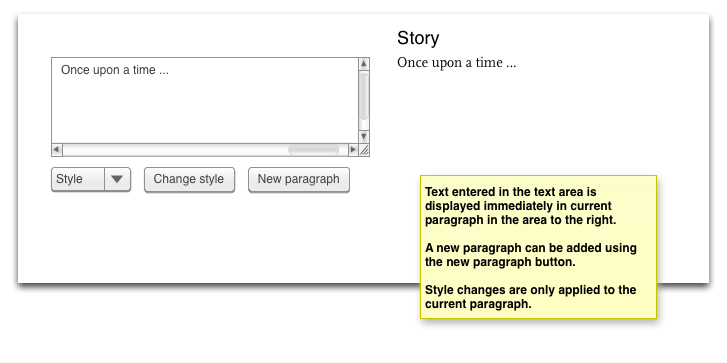 Story
Once upon a time ...
Once upon a time ...
Style
Change style
New paragraph
Text entered in the text area is
displayed immediately in current
paragraph in the area to the right.
A new paragraph can be added using
the new paragraph button.
Style changes are only applied to the
current paragraph.